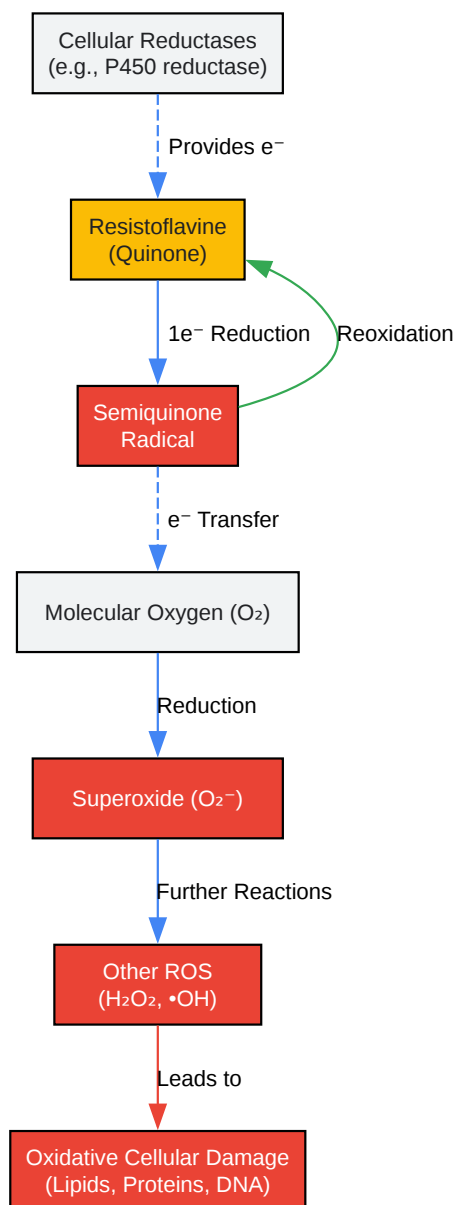 Cellular Reductases
(e.g., P450 reductase)
Provides e⁻
Resistoflavine
(Quinone)
1e⁻ Reduction
Reoxidation
Semiquinone
Radical
e⁻ Transfer
Molecular Oxygen (O₂)
Reduction
Superoxide (O₂⁻)
Further Reactions
Other ROS
(H₂O₂, •OH)
Leads to
Oxidative Cellular Damage
(Lipids, Proteins, DNA)